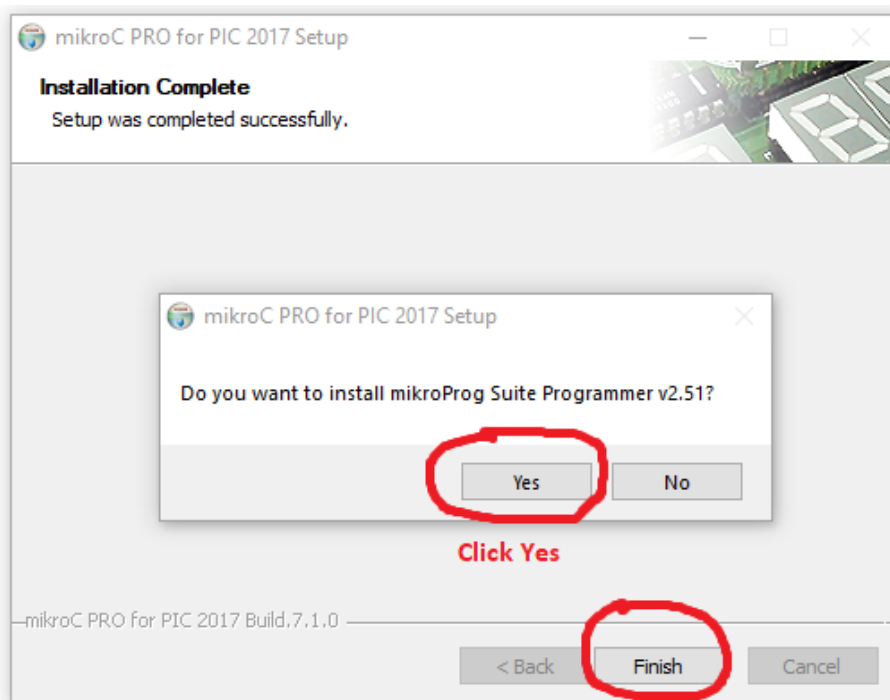 mikroC PRO for PIC 2017 Setup
Installation Complete
Setup was completed successfully.
mikroC PRO for PIC 2017 Setup
Do you want to install mikroProg Suite Programmer v2.51?
Yes No
Click Yes
mikroC PRO for PIC 2017 Build.7.1.0
< Back Finish Cancel